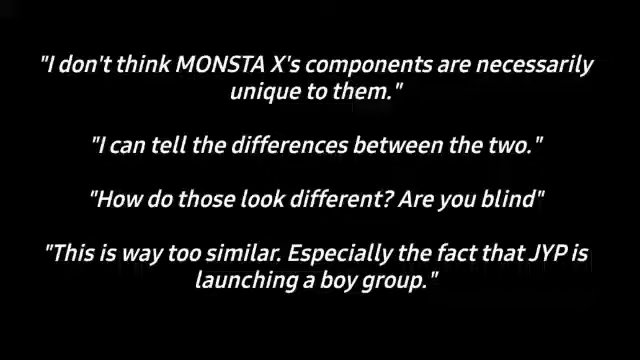 "I don't think MONSTA X's components are necessarily
unique to them."
"I can tell the differences between the two."
"How do those look different? Are you blind"
"This is way too similar. Especially the fact that JYP is
launching a boy group."